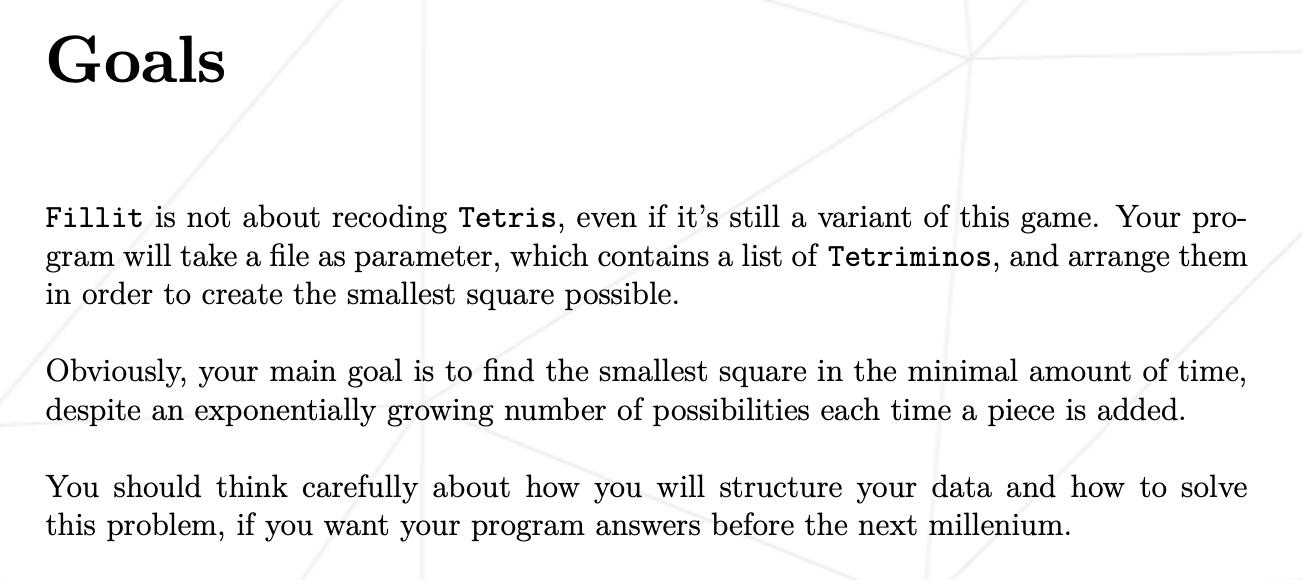 Goals
Fillit is not about recoding Tetris, even if it’s still a variant of this game. Your pro-
gram will take a file as parameter, which contains a list of Tetriminos, and arrange them
in order to create the smallest square possible.
Obviously, your main goal is to find the smallest square in the minimal amount of time,
despite an exponentially growing number of possibilities each time a piece is added.
You should think carefully about how you will structure your data and how to solve
this problem, if you want your program answers before the next millenium.